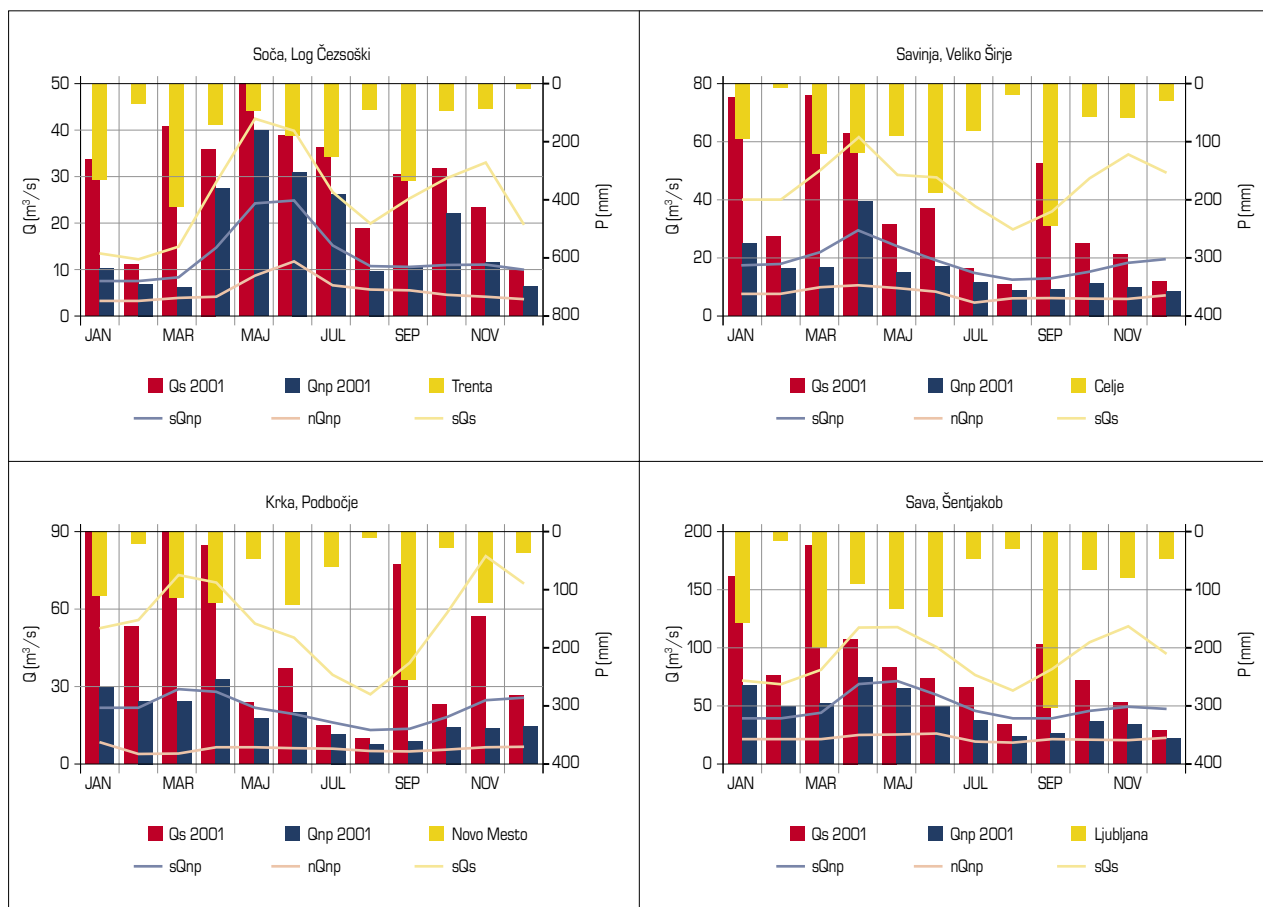 Soča, Log Čezsoški
Q (m³/s)
50
40
30
20
10
0
0
200
400
600
800
P (mm)
JAN MAR MAJ JUL SEP NOV
Qs 2001 Qnp 2001 Trenta
sQnp nQnp sQs
Savinja, Veliko Širje
Q (m³/s)
80
60
40
20
0
0
100
200
300
400
P (mm)
JAN MAR MAJ JUL SEP NOV
Qs 2001 Qnp 2001 Celje
sQnp nQnp sQs
Krka, Podbočje
Q (m³/s)
90
60
30
0
0
100
200
300
400
P (mm)
JAN MAR MAJ JUL SEP NOV
Qs 2001 Qnp 2001 Novo Mesto
sQnp nQnp sQs
Sava, Šentjakob
Q (m³/s)
200
150
100
50
0
0
100
200
300
400
P (mm)
JAN MAR MAJ JUL SEP NOV
Qs 2001 Qnp 2001 Ljubljana
sQnp nQnp sQs